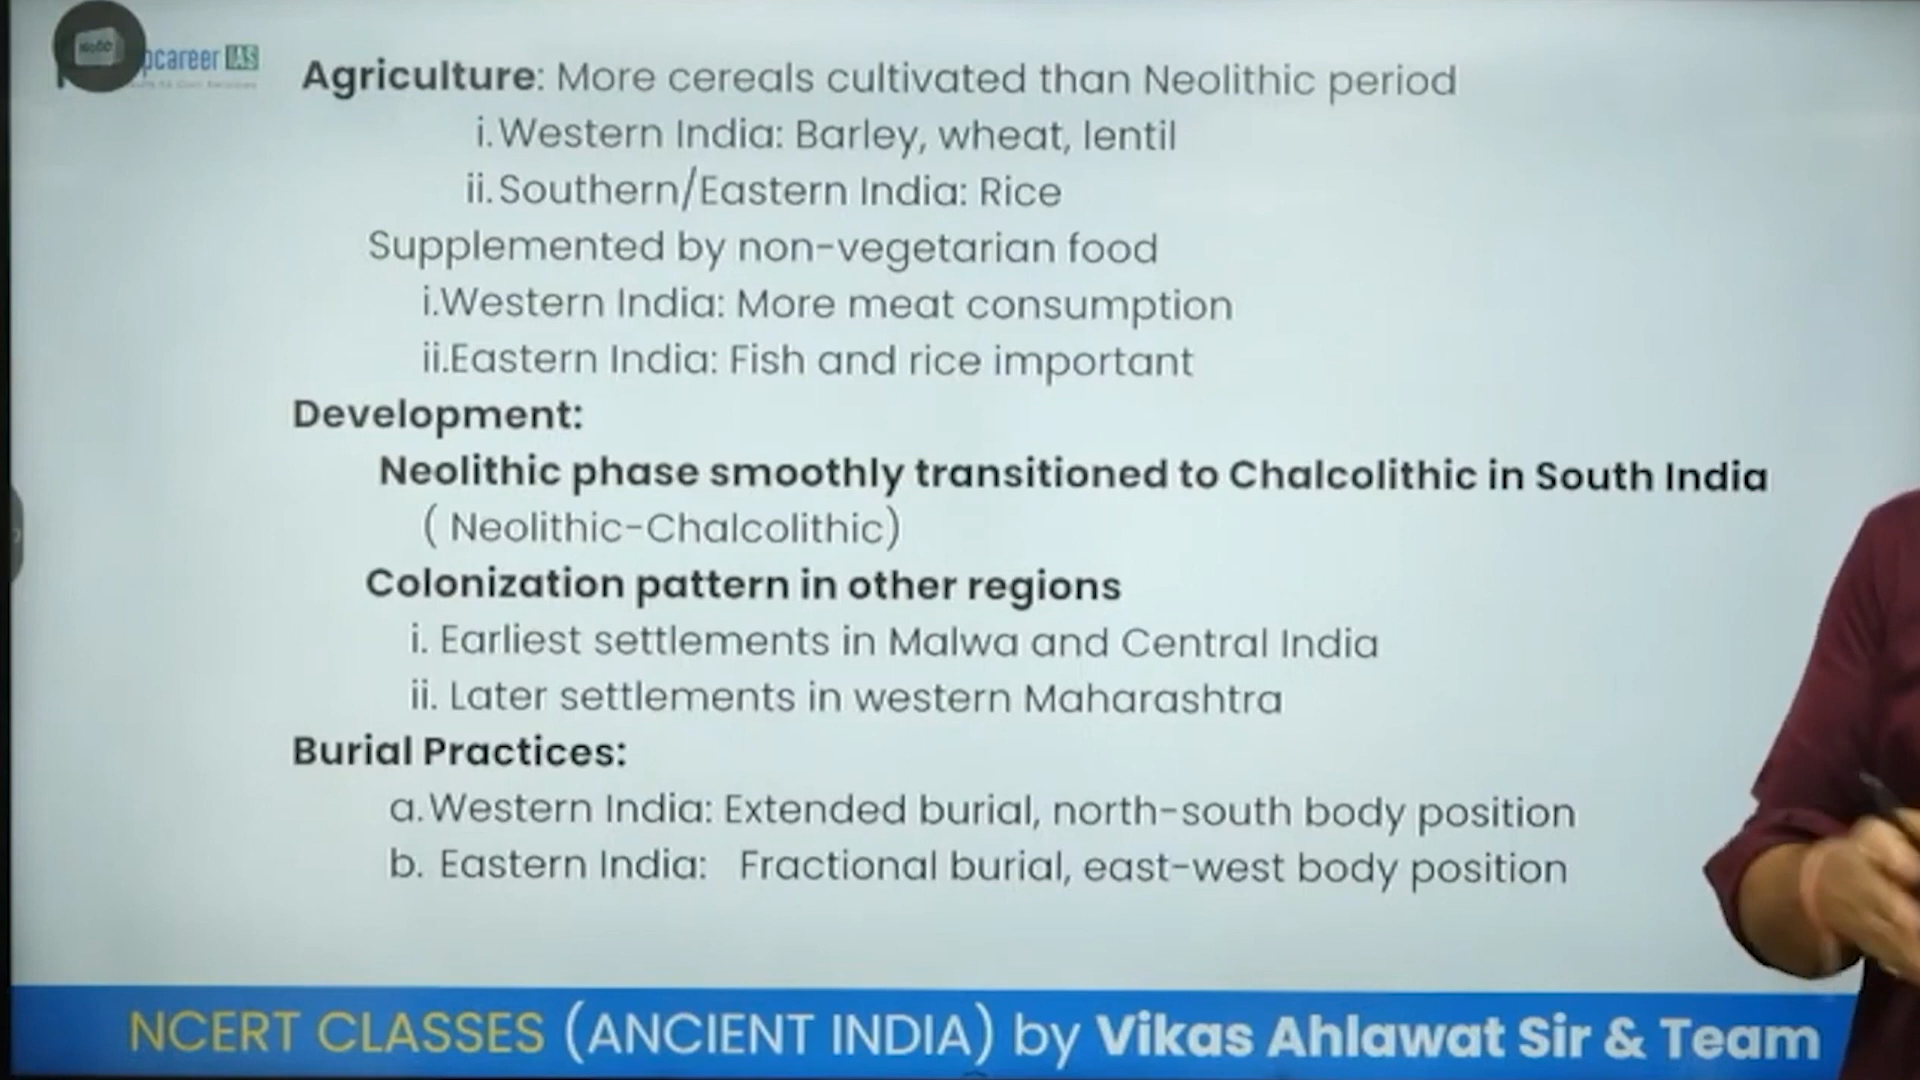 pcareer IAS
Agriculture: More cereals cultivated than Neolithic period
i. Western India: Barley, wheat, lentil
ii. Southern/Eastern India: Rice
Supplemented by non-vegetarian food
i.Western India: More meat consumption
ii.Eastern India: Fish and rice important
Development:
Neolithic phase smoothly transitioned to Chalcolithic in South India
( Neolithic-Chalcolithic)
Colonization pattern in other regions
i. Earliest settlements in Malwa and Central India
ii. Later settlements in western Maharashtra
Burial Practices:
a. Western India: Extended burial, north-south body position
b. Eastern India: Fractional burial, east-west body position
NCERT CLASSES (ANCIENT INDIA) by Vikas Ahlawat Sir & Team